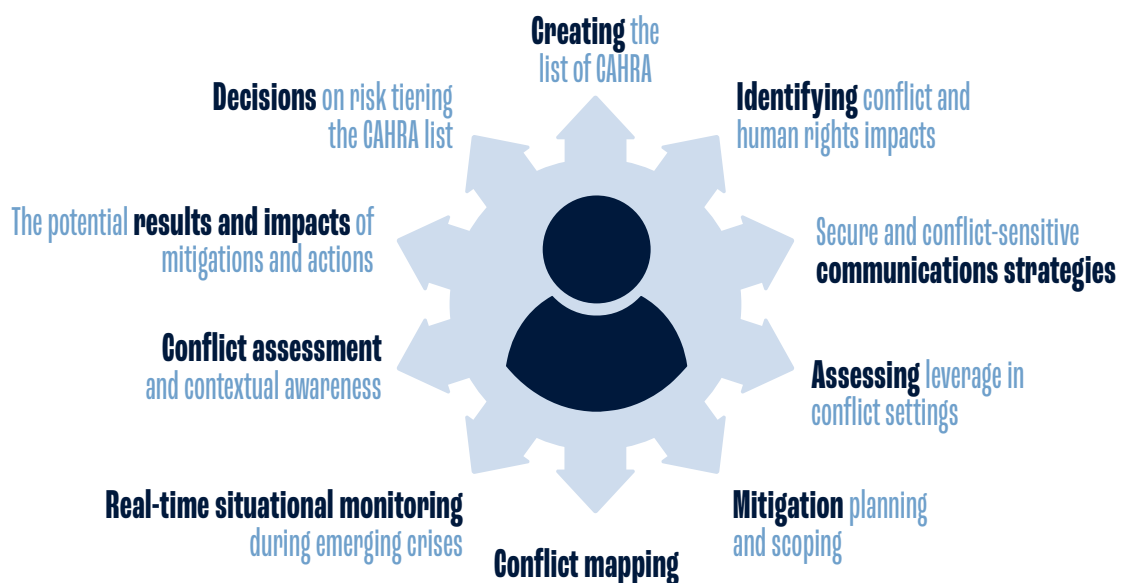 Creating the
list of CAHRA
Decisions on risk tiering
the CAHRA list
Identifying conflict and
human rights impacts
The potential results and impacts of
mitigations and actions
Secure and conflict-sensitive
communications strategies
Conflict assessment
and contextual awareness
Assessing leverage in
conflict settings
Real-time situational monitoring
during emerging crises
Mitigation planning
and scoping
Conflict mapping